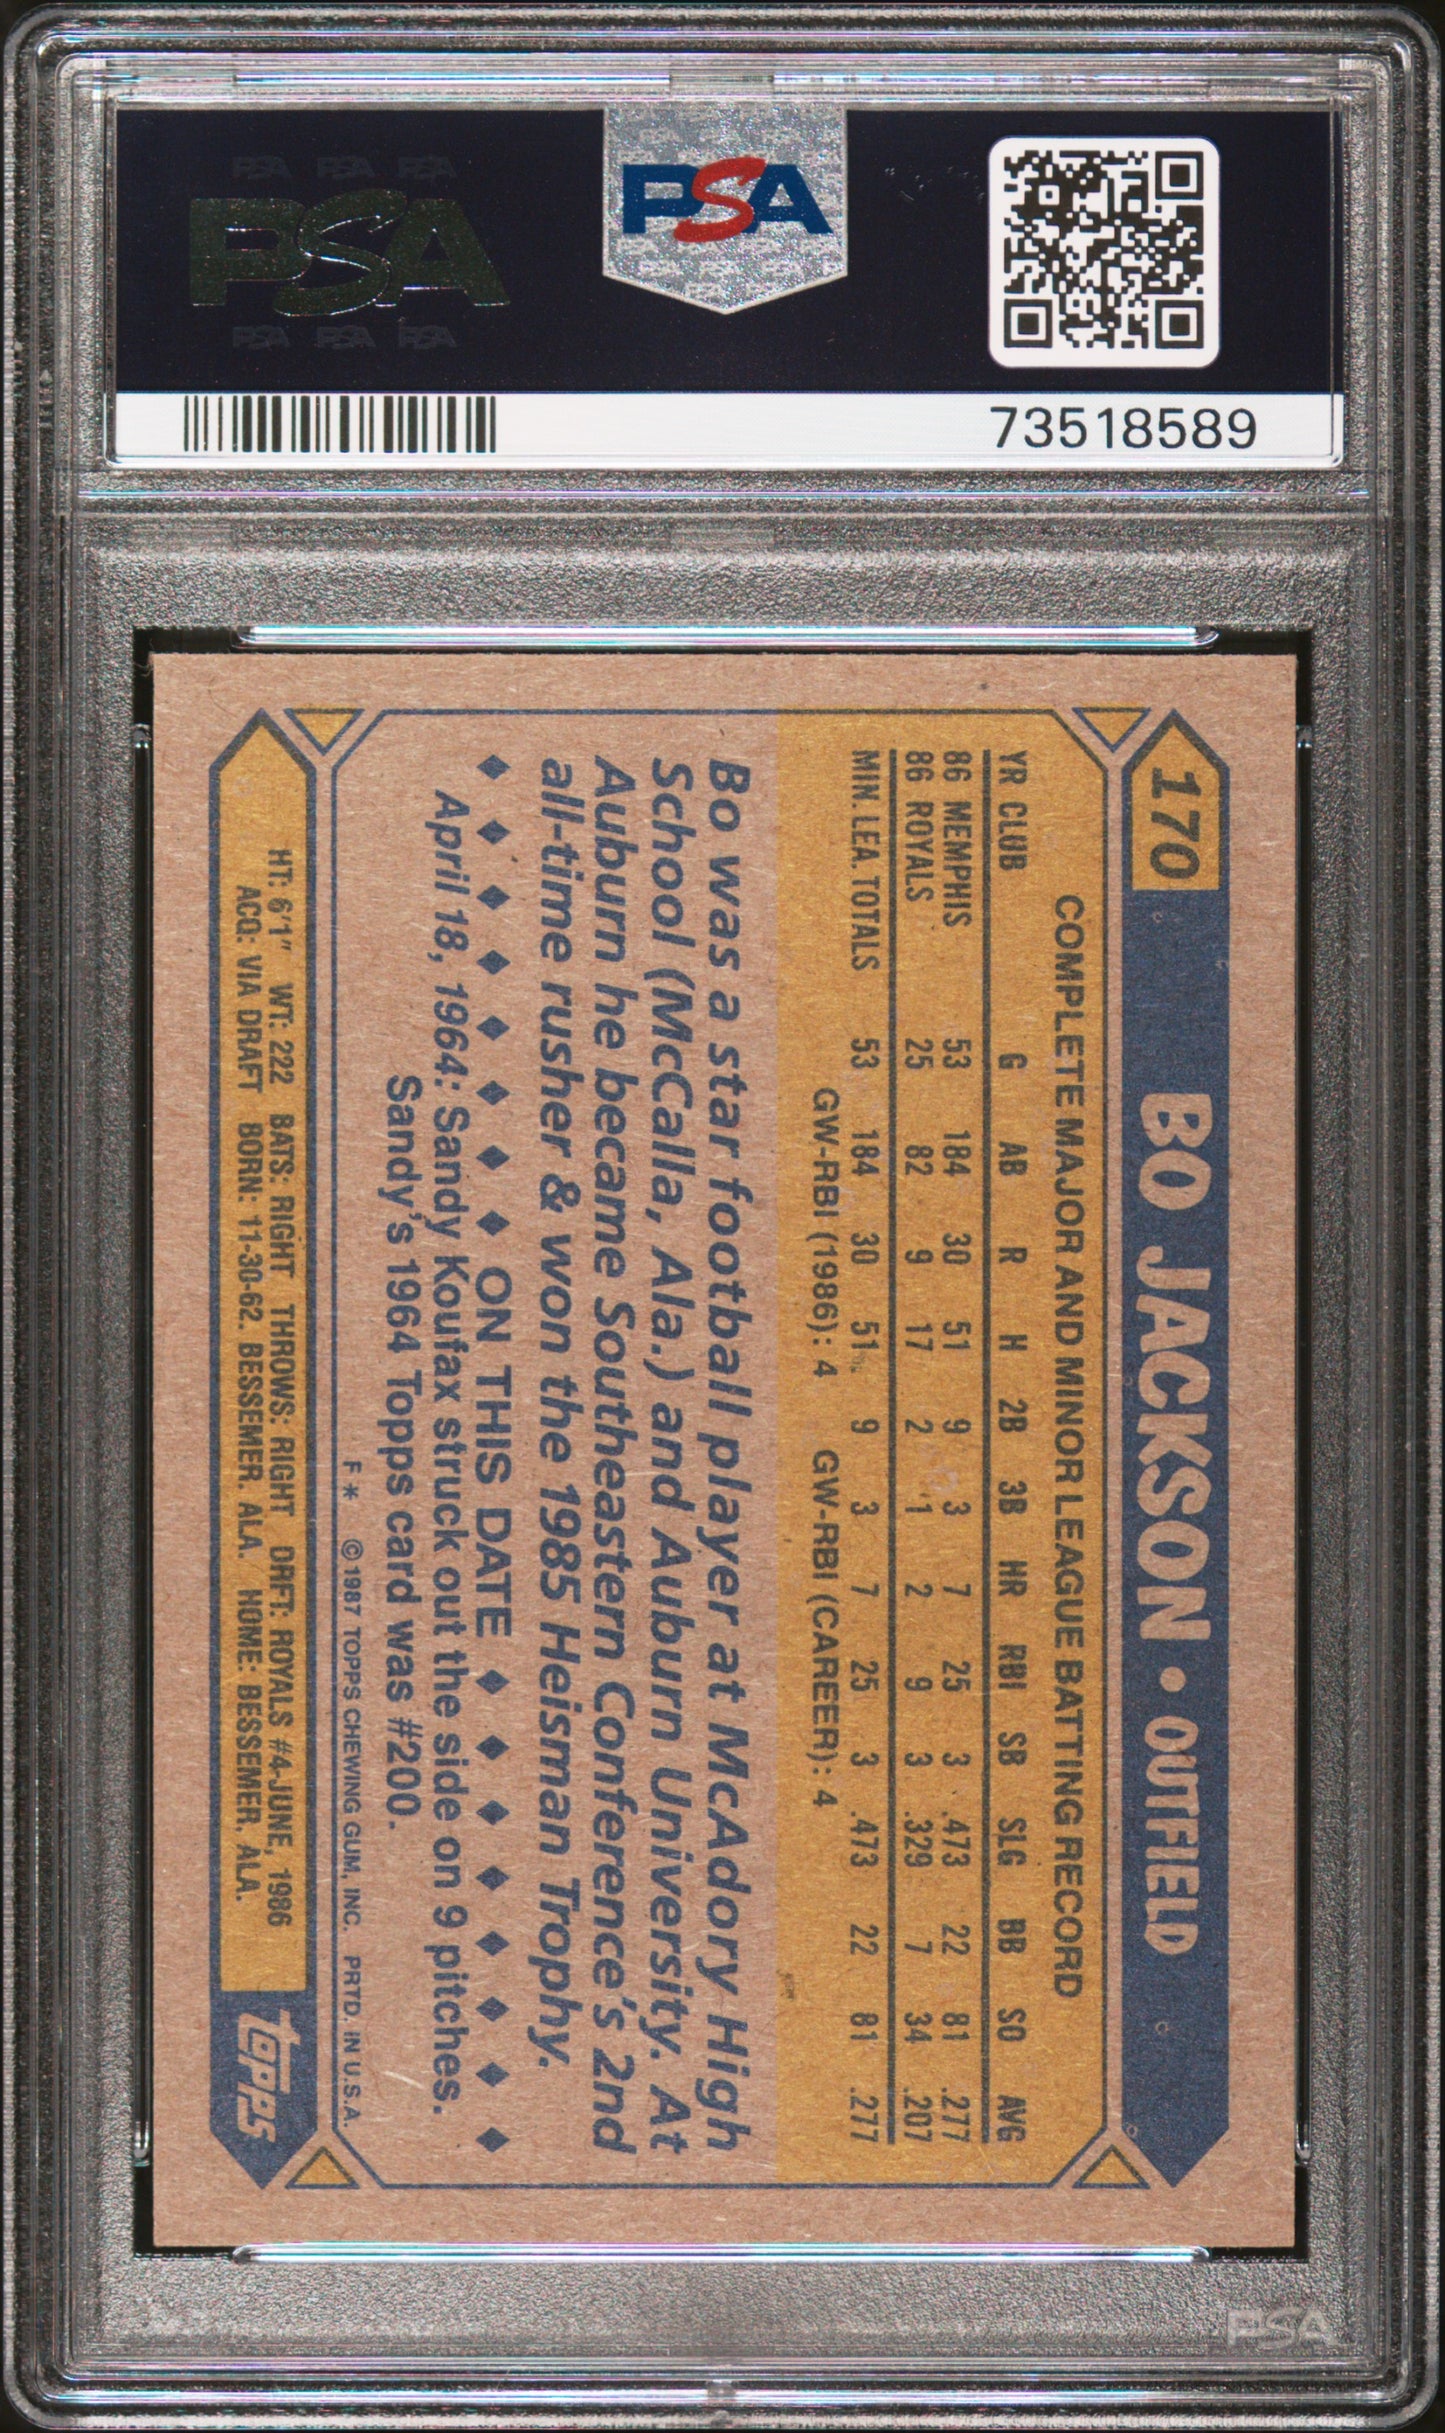 PSA PSA PSA
PSA
PSA PSA PSA
PSA
73518589
170 BO JACKSON • OUTFIELD
COMPLETE MAJOR AND MINOR LEAGUE BATTING RECORD
YR CLUB G AB R H 2B 3B HR RBI SB SLG BB SO AVG
86 MEMPHIS 53 184 30 51 9 3 7 25 3 .473 22 81 .277
86 ROYALS 25 82 9 17 2 1 2 9 3 .329 7 34 .207
MIN. LEA. TOTALS 53 184 30 51 9 3 7 25 3 .473 22 81 .277
GW-RBI (1986): 4 GW-RBI (CAREER): 4
Bo was a star football player at McAdory High
School (McCalla, Ala.) and Auburn University. At
Auburn he became Southeastern Conference's 2nd
all-time rusher & won the 1985 Heisman Trophy.
♦ ♦ ♦ ♦ ♦ ♦ ♦ ♦ ON THIS DATE ♦ ♦ ♦ ♦ ♦ ♦ ♦ ♦
April 18, 1964: Sandy Koufax struck out the side on 9 pitches.
Sandy's 1964 Topps card was #200.
F* © 1987 TOPPS CHEWING GUM, INC. PRTD. IN U.S.A.
HT: 6'1" WT: 222 BATS: RIGHT THROWS: RIGHT DRFT: ROYALS #4-JUNE, 1986
ACQ: VIA DRAFT BORN: 11-30-62, BESSEMER, ALA. HOME: BESSEMER, ALA.
topps
PSA